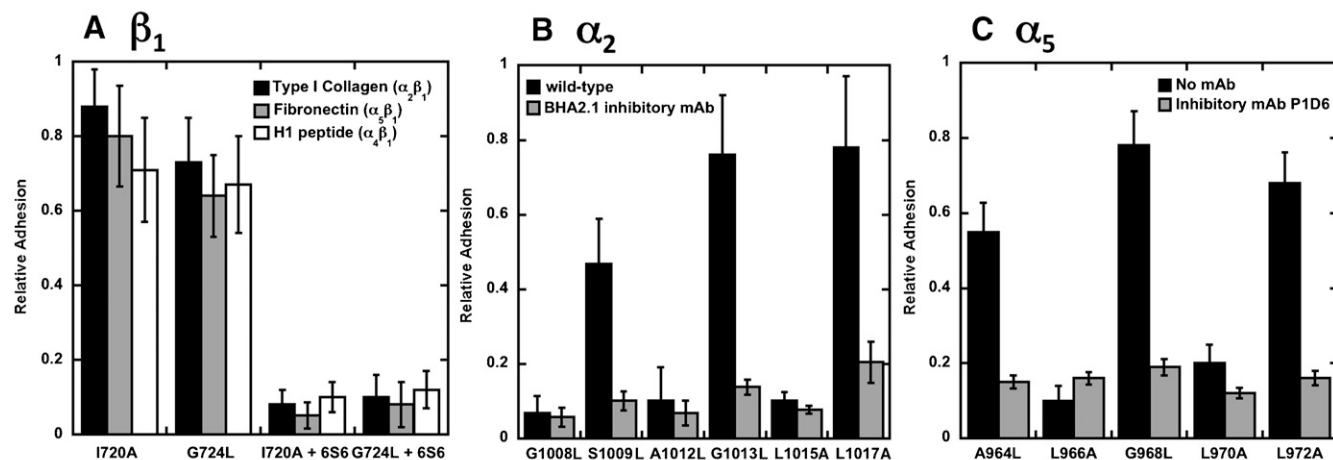 A β1
Relative Adhesion
1
0.8
0.6
0.4
0.2
0
Type I Collagen (α2β1)
Fibronectin (α5β1)
H1 peptide (α4β1)
I720A G724L I720A + 6S6 G724L + 6S6
B α2
Relative Adhesion
1
0.8
0.6
0.4
0.2
0
wild-type
BHA2.1 inhibitory mAb
G1008L S1009L A1012L G1013L L1015A L1017A
C α5
Relative Adhesion
1
0.8
0.6
0.4
0.2
0
No mAb
Inhibitory mAb P1D6
A964L L966A G968L L970A L972A